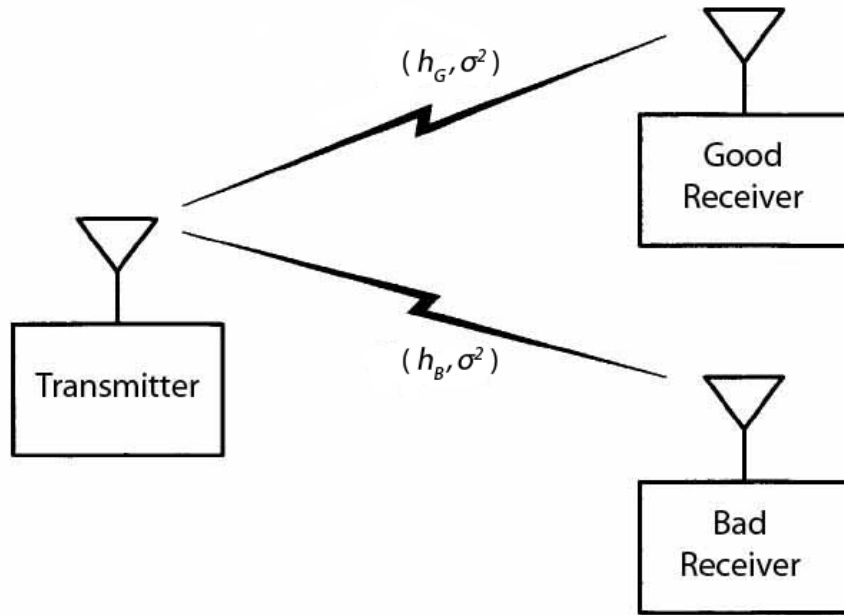 ( h_G, σ² )
Good
Receiver
Transmitter
( h_B, σ² )
Bad
Receiver